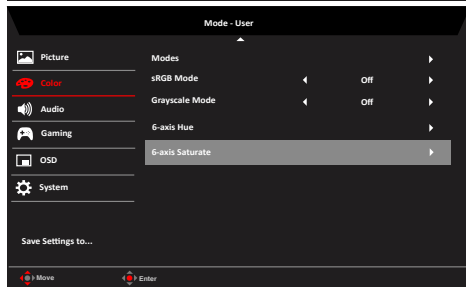 Mode - User
Picture
Color
Audio
Gaming
OSD
System
Modes
sRGB Mode Off
Grayscale Mode Off
6-axis Hue
6-axis Saturate
Save Settings to...
Move Enter